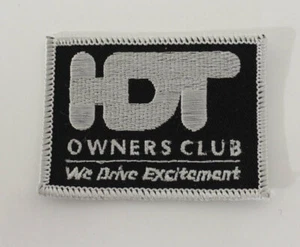 HDT
OWNERS CLUB
We Drive Excitement